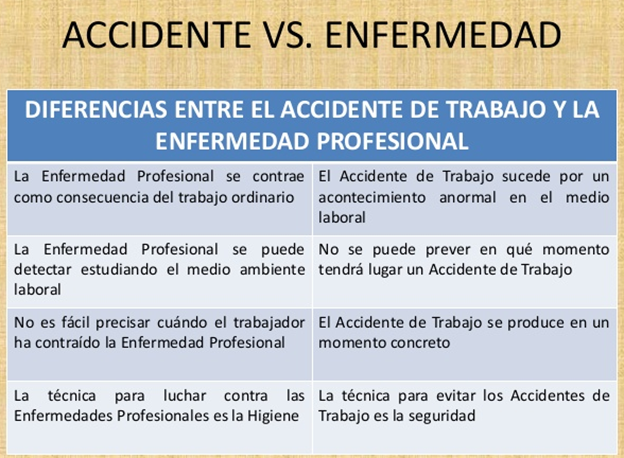 ACCIDENTE VS. ENFERMEDAD
DIFERENCIAS ENTRE EL ACCIDENTE DE TRABAJO Y LA
ENFERMEDAD PROFESIONAL
La Enfermedad Profesional se contrae
como consecuencia del trabajo ordinario
El Accidente de Trabajo sucede por un
acontecimiento anormal en el medio
laboral
La Enfermedad Profesional se puede
detectar estudiando el medio ambiente
laboral
No se puede prever en qué momento
tendrá lugar un Accidente de Trabajo
No es fácil precisar cuándo el trabajador
ha contraído la Enfermedad Profesional
El Accidente de Trabajo se produce en un
momento concreto
La técnica para luchar contra las
Enfermedades Profesionales es la Higiene
La técnica para evitar los Accidentes de
Trabajo es la seguridad